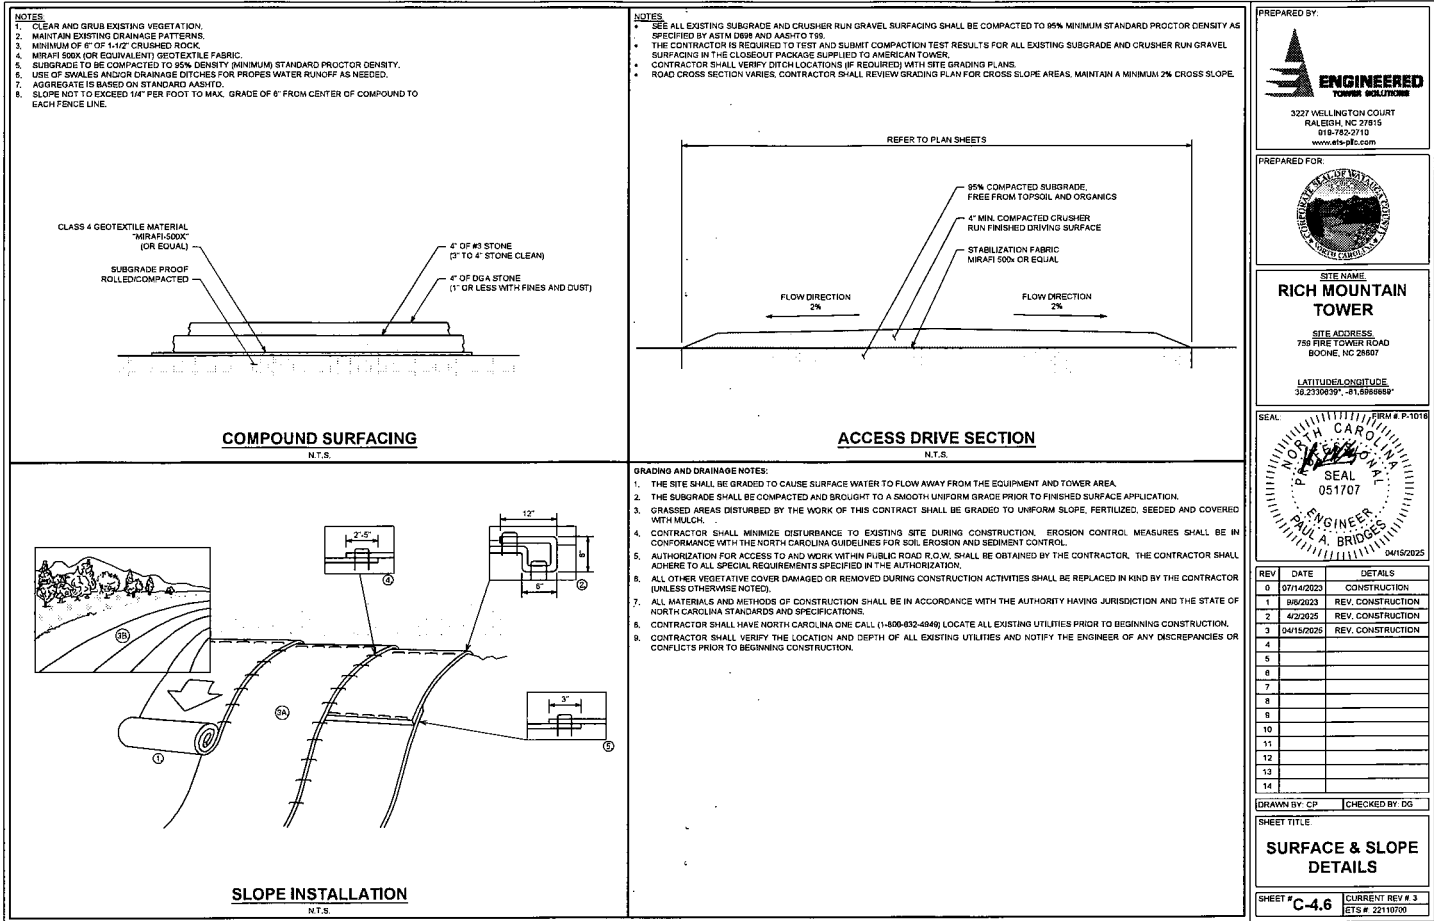 NOTES
1. CLEAR AND GRUB EXISTING VEGETATION.
2. MAINTAIN EXISTING DRAINAGE PATTERNS.
3. MINIMUM OF 6" OF 1-1/2" CRUSHED ROCK.
4. MIRAFI 500X (OR EQUIVALENT) GEOTEXTILE FABRIC.
5. SUBGRADE TO BE COMPACTED TO 95% DENSITY (MINIMUM) STANDARD PROCTOR DENSITY.
6. USE OF SWALES AND/OR DRAINAGE DITCHES FOR PROPES WATER RUNOFF AS NEEDED.
7. AGGREGATE IS BASED ON STANDARD AASHTO.
8. SLOPE NOT TO EXCEED 1/4" PER FOOT TO MAX. GRADE OF 6" FROM CENTER OF COMPOUND TO
EACH FENCE LINE.
CLASS 4 GEOTEXTILE MATERIAL
"MIRAFI-500X"
(OR EQUAL)
SUBGRADE PROOF
ROLLED/COMPACTED
4" OF #3 STONE
(3" TO 4" STONE CLEAN)
4" OF DGA STONE
(1" OR LESS WITH FINES AND DUST)
COMPOUND SURFACING
N.T.S.
NOTES
• SEE ALL EXISTING SUBGRADE AND CRUSHER RUN GRAVEL SURFACING SHALL BE COMPACTED TO 95% MINIMUM STANDARD PROCTOR DENSITY AS
SPECIFIED BY ASTM D698 AND AASHTO T99.
• THE CONTRACTOR IS REQUIRED TO TEST AND SUBMIT COMPACTION TEST RESULTS FOR ALL EXISTING SUBGRADE AND CRUSHER RUN GRAVEL
SURFACING IN THE CLOSEOUT PACKAGE SUPPLIED TO AMERICAN TOWER.
• CONTRACTOR SHALL VERIFY DITCH LOCATIONS (IF REQUIRED) WITH SITE GRADING PLANS.
• ROAD CROSS SECTION VARIES, CONTRACTOR SHALL REVIEW GRADING PLAN FOR CROSS SLOPE AREAS, MAINTAIN A MINIMUM 2% CROSS SLOPE.
REFER TO PLAN SHEETS
95% COMPACTED SUBGRADE,
FREE FROM TOPSOIL AND ORGANICS
4" MIN. COMPACTED CRUSHER
RUN FINISHED DRIVING SURFACE
STABILIZATION FABRIC
MIRAFI 500x OR EQUAL
FLOW DIRECTION
2%
FLOW DIRECTION
2%
ACCESS DRIVE SECTION
N.T.S.
2"-5"
4
12"
6"
6"
2
3B
3A
1
3"
5
SLOPE INSTALLATION
N.T.S.
GRADING AND DRAINAGE NOTES:
1. THE SITE SHALL BE GRADED TO CAUSE SURFACE WATER TO FLOW AWAY FROM THE EQUIPMENT AND TOWER AREA.
2. THE SUBGRADE SHALL BE COMPACTED AND BROUGHT TO A SMOOTH UNIFORM GRADE PRIOR TO FINISHED SURFACE APPLICATION.
3. GRASSED AREAS DISTURBED BY THE WORK OF THIS CONTRACT SHALL BE GRADED TO UNIFORM SLOPE, FERTILIZED, SEEDED AND COVERED
WITH MULCH.
4. CONTRACTOR SHALL MINIMIZE DISTURBANCE TO EXISTING SITE DURING CONSTRUCTION. EROSION CONTROL MEASURES SHALL BE IN
CONFORMANCE WITH THE NORTH CAROLINA GUIDELINES FOR SOIL EROSION AND SEDIMENT CONTROL.
5. AUTHORIZATION FOR ACCESS TO AND WORK WITHIN PUBLIC ROAD R.O.W. SHALL BE OBTAINED BY THE CONTRACTOR. THE CONTRACTOR SHALL
ADHERE TO ALL SPECIAL REQUIREMENTS SPECIFIED IN THE AUTHORIZATION.
6. ALL OTHER VEGETATIVE COVER DAMAGED OR REMOVED DURING CONSTRUCTION ACTIVITIES SHALL BE REPLACED IN KIND BY THE CONTRACTOR
(UNLESS OTHERWISE NOTED).
7. ALL MATERIALS AND METHODS OF CONSTRUCTION SHALL BE IN ACCORDANCE WITH THE AUTHORITY HAVING JURISDICTION AND THE STATE OF
NORTH CAROLINA STANDARDS AND SPECIFICATIONS.
8. CONTRACTOR SHALL HAVE NORTH CAROLINA ONE CALL (1-800-632-4949) LOCATE ALL EXISTING UTILITIES PRIOR TO BEGINNING CONSTRUCTION.
9. CONTRACTOR SHALL VERIFY THE LOCATION AND DEPTH OF ALL EXISTING UTILITIES AND NOTIFY THE ENGINEER OF ANY DISCREPANCIES OR
CONFLICTS PRIOR TO BEGINNING CONSTRUCTION.
PREPARED BY:
ENGINEERED
TOWER SOLUTIONS
3227 WELLINGTON COURT
RALEIGH, NC 27615
919-782-2710
www.ets-pllc.com
PREPARED FOR:
CORPORATE SEAL OF WATAUGA COUNTY
NORTH CAROLINA
SITE NAME:
RICH MOUNTAIN
TOWER
SITE ADDRESS
759 FIRE TOWER ROAD
BOONE, NC 28607
LATITUDE/LONGITUDE
SEAL:
FIRM #: P-1016
NORTH CAROLINA
PROFESSIONAL
SEAL
051707
ENGINEER
PAUL A. BRIDGES
04/15/2025
REV DATE DETAILS
0 07/14/2023 CONSTRUCTION
1 9/6/2023 REV. CONSTRUCTION
2 4/2/2025 REV. CONSTRUCTION
3 04/15/2025 REV. CONSTRUCTION
4
5
6
7
8
9
10
11
12
13
14
DRAWN BY: CP CHECKED BY: DG
SHEET TITLE:
SURFACE & SLOPE
DETAILS
SHEET # C-4.6 CURRENT REV #: 3
ETS #: 22110700